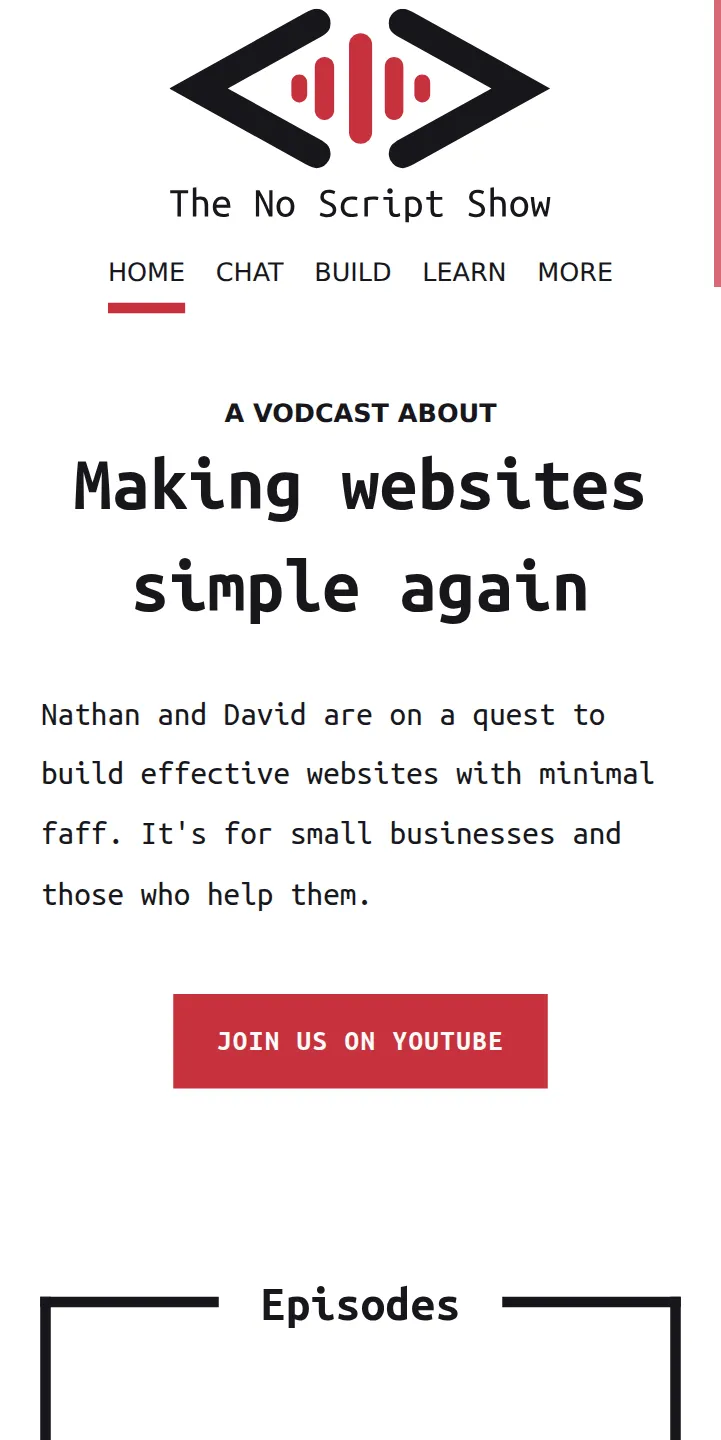 The No Script Show
HOME CHAT BUILD LEARN MORE
A VODCAST ABOUT
Making websites
simple again
Nathan and David are on a quest to
build effective websites with minimal
faff. It's for small businesses and
those who help them.
JOIN US ON YOUTUBE
Episodes